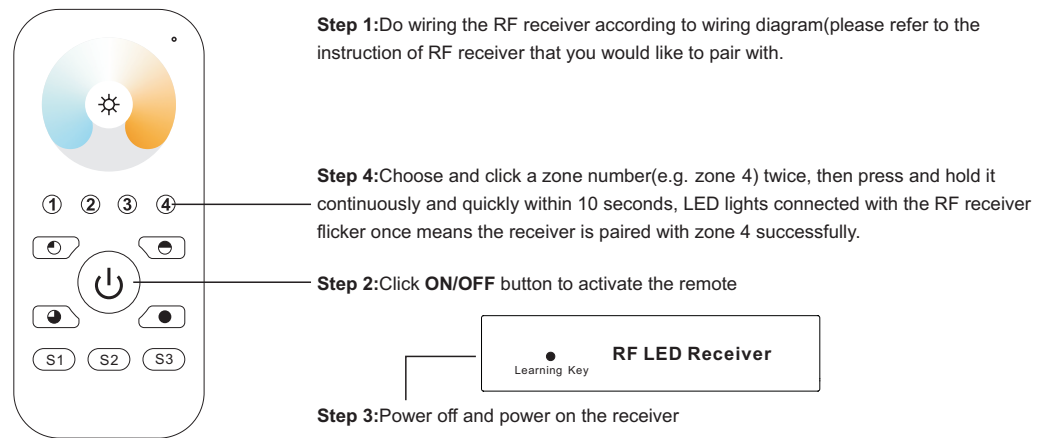 Step 1:Do wiring the RF receiver according to wiring diagram(please refer to the
instruction of RF receiver that you would like to pair with.
Step 4:Choose and click a zone number(e.g. zone 4) twice, then press and hold it
continuously and quickly within 10 seconds, LED lights connected with the RF receiver
flicker once means the receiver is paired with zone 4 successfully.
1 2 3 4
Step 2:Click ON/OFF button to activate the remote
RF LED Receiver
Learning Key
S1 S2 S3
Step 3:Power off and power on the receiver